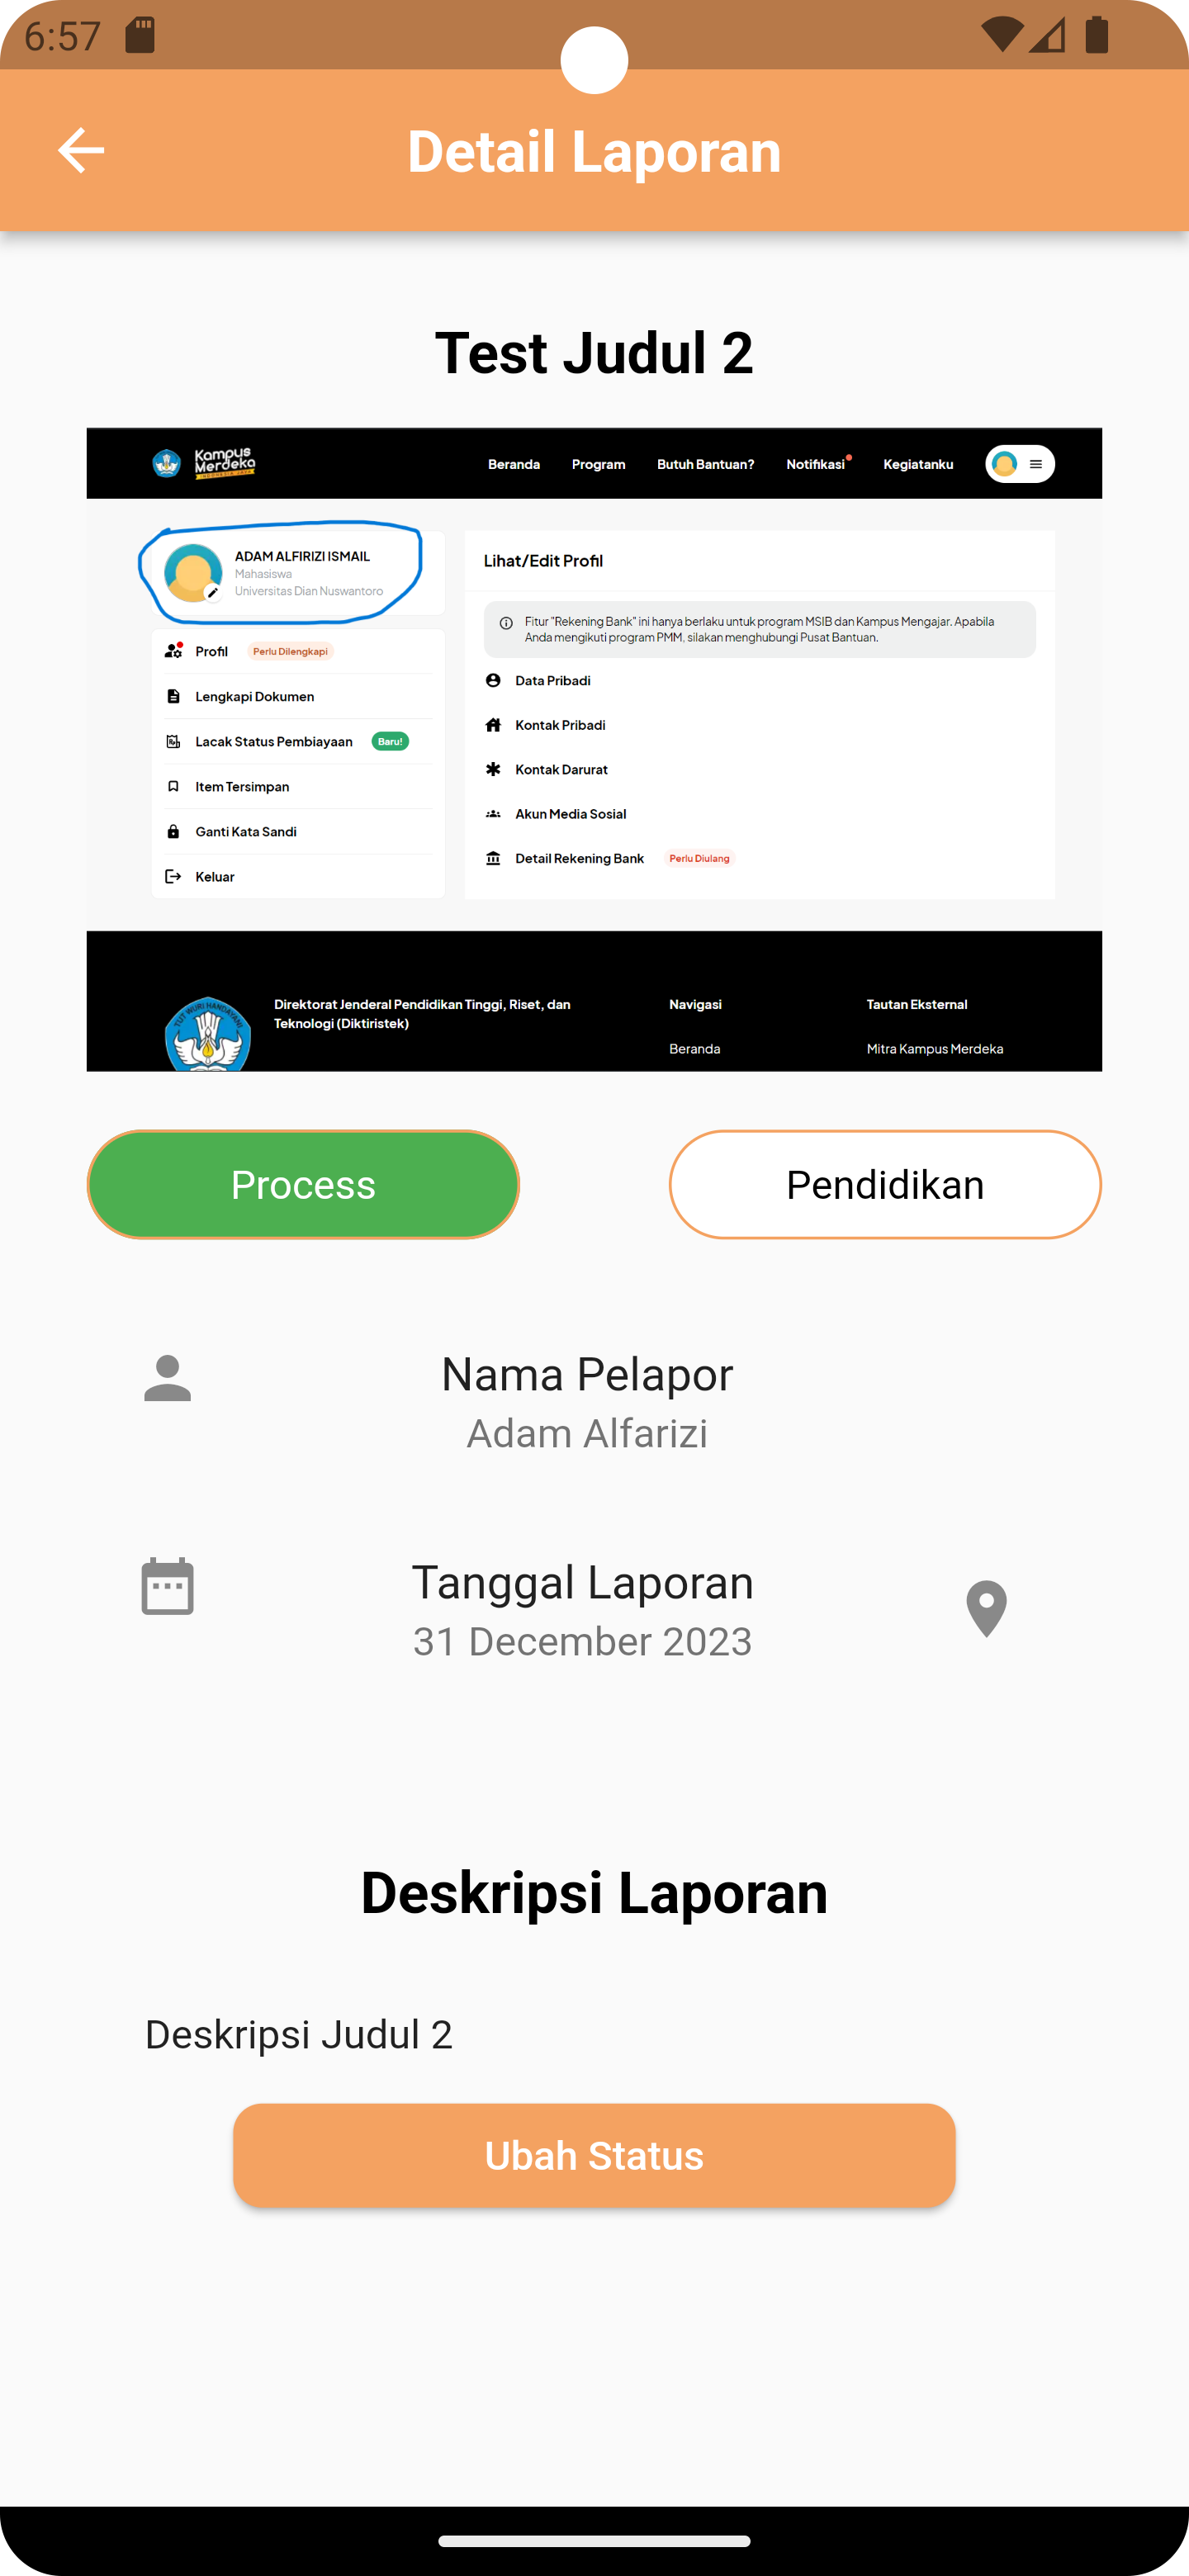 6:57
Detail Laporan
Test Judul 2
Kampus
Merdeka
INDONESIA JAYA
Beranda
Program
Butuh Bantuan?
Notifikasi
Kegiatanku
ADAM ALFIRIZI ISMAIL
Mahasiswa
Universitas Dian Nuswantoro
Profil
Perlu Dilengkapi
Lengkapi Dokumen
Lacak Status Pembiayaan
Baru!
Item Tersimpan
Ganti Kata Sandi
Keluar
Lihat/Edit Profil
Fitur "Rekening Bank" ini hanya berlaku untuk program MSIB dan Kampus Mengajar. Apabila
Anda mengikuti program PMM, silakan menghubungi Pusat Bantuan.
Data Pribadi
Kontak Pribadi
Kontak Darurat
Akun Media Sosial
Detail Rekening Bank
Perlu Diulang
TUT WURI HANDAYANI
Direktorat Jenderal Pendidikan Tinggi, Riset, dan
Teknologi (Diktiristek)
Navigasi
Beranda
Tautan Eksternal
Mitra Kampus Merdeka
Process
Pendidikan
Nama Pelapor
Adam Alfarizi
Tanggal Laporan
31 December 2023
Deskripsi Laporan
Deskripsi Judul 2
Ubah Status